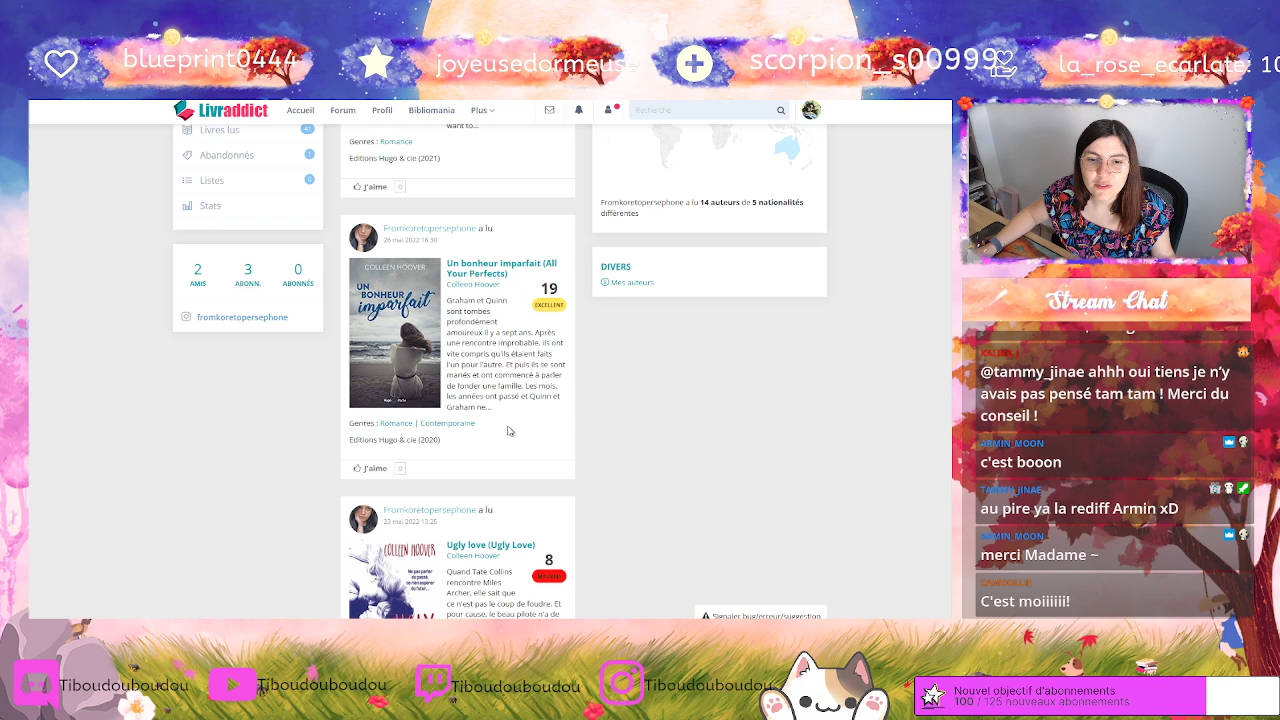 blueprint0444
joyeusedormeuse
scorpion_s00999
la_rose_ecarlate: 10
Livraddict
Accueil
Forum
Profil
Bibliomania
Plus
Recherche
Livres lus
41
Abandonnés
1
Listes
0
Stats
2
AMIS
3
ABONN.
0
ABONNÉS
fromkoretopersephone
want to...
Genres : Romance
Editions Hugo & cie (2021)
J'aime 0
Fromkoretopersephone a lu
26 mai 2022 18:30
COLLEEN HOOVER
UN
BONHEUR
imparfait
Un bonheur imparfait (All
Your Perfects)
Colleen Hoover
19
EXCELLENT
Graham et Quinn
sont tombés
profondément
amoureux il y a sept ans. Après
une rencontre improbable, ils ont
vite compris qu'ils étaient faits
l'un pour l'autre. Et puis ils se sont
mariés et ont commencé à parler
de fonder une famille. Les mois,
les années ont passé et Quinn et
Graham ne...
Genres : Romance | Contemporaine
Editions Hugo & cie (2020)
J'aime 0
Fromkoretopersephone a lu
23 mai 2022 13:25
COLLEEN HOOVER
Ugly love (Ugly Love)
Colleen Hoover
8
Quand Tate Collins
rencontre Miles
Archer, elle sait que
ce n'est pas le coup de foudre. Et
pour cause, le beau pilote n'a de
Fromkoretopersephone a lu 14 auteurs de 5 nationalités
différentes
DIVERS
Mes auteurs
Signaler bug/erreur/suggestion
Stream Chat
@tammy_jinae ahhh oui tiens je n'y
avais pas pensé tam tam ! Merci du
conseil !
ARMIN_MOON
c'est booon
TAMMY_JINAE
au pire ya la rediff Armin xD
ARMIN_MOON
merci Madame ~
C'est moiiiiii!
Tiboudouboudou
Tiboudouboudou
Tiboudouboudou
Tiboudouboudou
Nouvel objectif d'abonnements
100 / 125 nouveaux abonnements